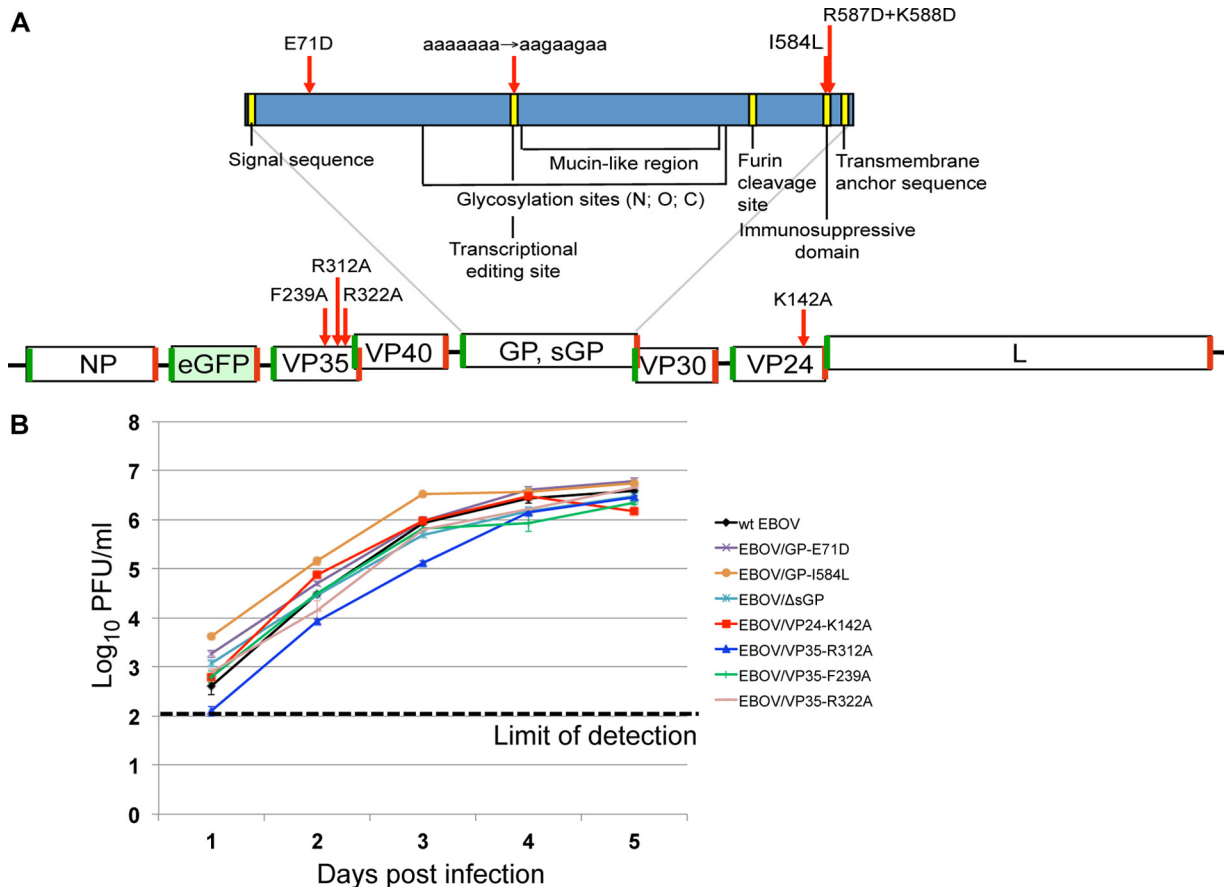 A
E71D
aaaaaaa→aagaagaa
I584L
R587D+K588D
Signal sequence
Mucin-like region
Glycosylation sites (N; O; C)
Transcriptional
editing site
Furin
cleavage
site
Immunosuppressive
domain
Transmembrane
anchor sequence
F239A
R312A
R322A
K142A
NP
eGFP
VP35
VP40
GP, sGP
VP30
VP24
L
B
Log10 PFU/ml
8
7
6
5
4
3
2
1
0
Limit of detection
1 2 3 4 5
Days post infection
wt EBOV
EBOV/GP-E71D
EBOV/GP-I584L
EBOV/ΔsGP
EBOV/VP24-K142A
EBOV/VP35-R312A
EBOV/VP35-F239A
EBOV/VP35-R322A